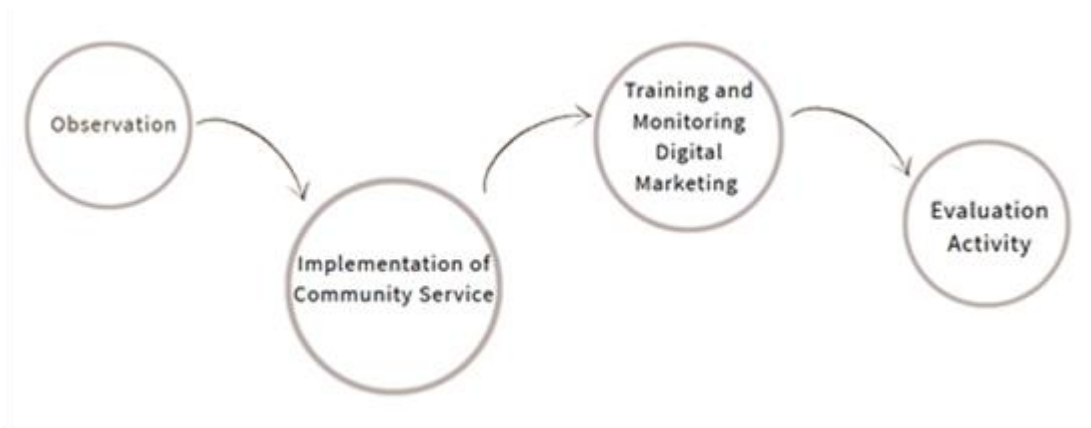 Observation
Implementation of
Community Service
Training and
Monitoring
Digital
Marketing
Evaluation
Activity